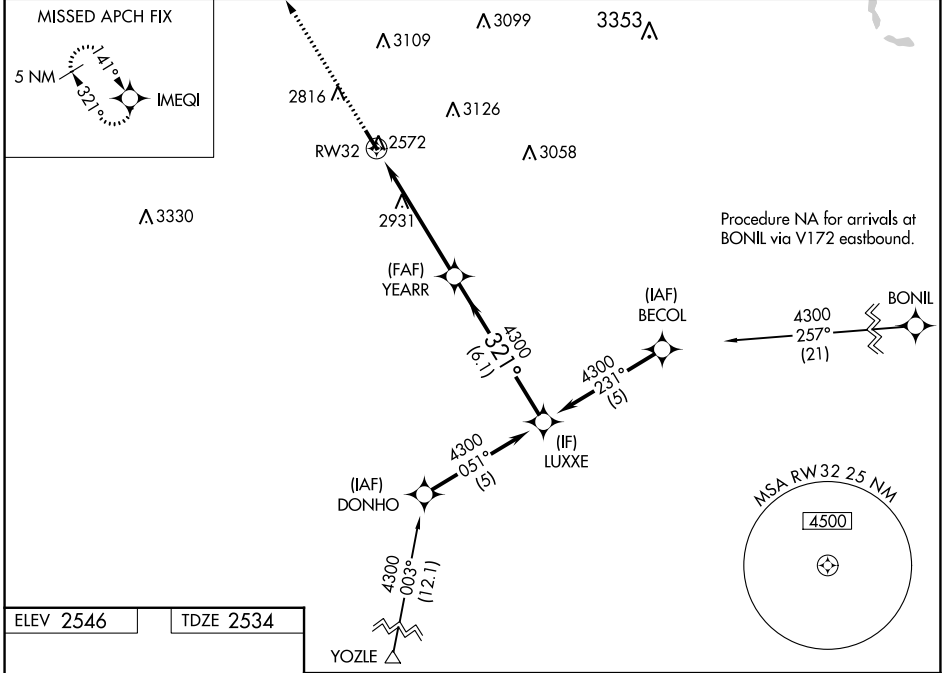 MISSED APCH FIX
5 NM
141°
321°
IMEQI
3109
3099
3353
2816
3126
RW32
2572
3058
3330
2931
Procedure NA for arrivals at
BONIL via V172 eastbound.
(FAF)
YEARR
(IAF)
BECOL
BONIL
4300
257°
(21)
4300
321°
(6.1)
4300
231°
(5)
(IF)
LUXXE
4300
051°
(5)
(IAF)
DONHO
MSA RW32 25 NM
4500
4300
003°
(12.1)
ELEV 2546
TDZE 2534
YOZLE